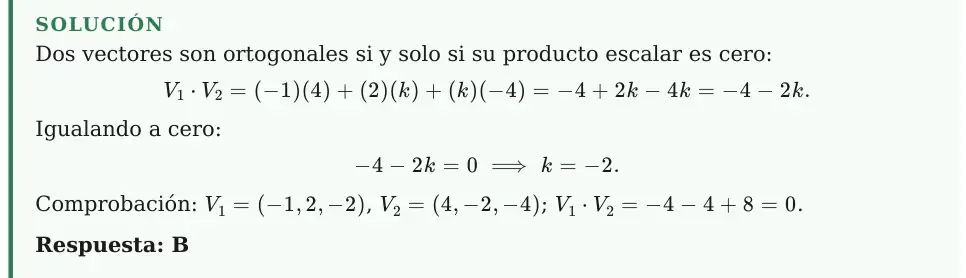 SOLUCIÓN
Dos vectores son ortogonales si y solo si su producto escalar es cero:
V₁ · V₂ = (−1)(4) + (2)(k) + (k)(−4) = −4 + 2k − 4k = −4 − 2k.
Igualando a cero:
−4 − 2k = 0 ⟹ k = −2.
Comprobación: V₁ = (−1, 2, −2), V₂ = (4, −2, −4); V₁ · V₂ = −4 − 4 + 8 = 0.
Respuesta: B